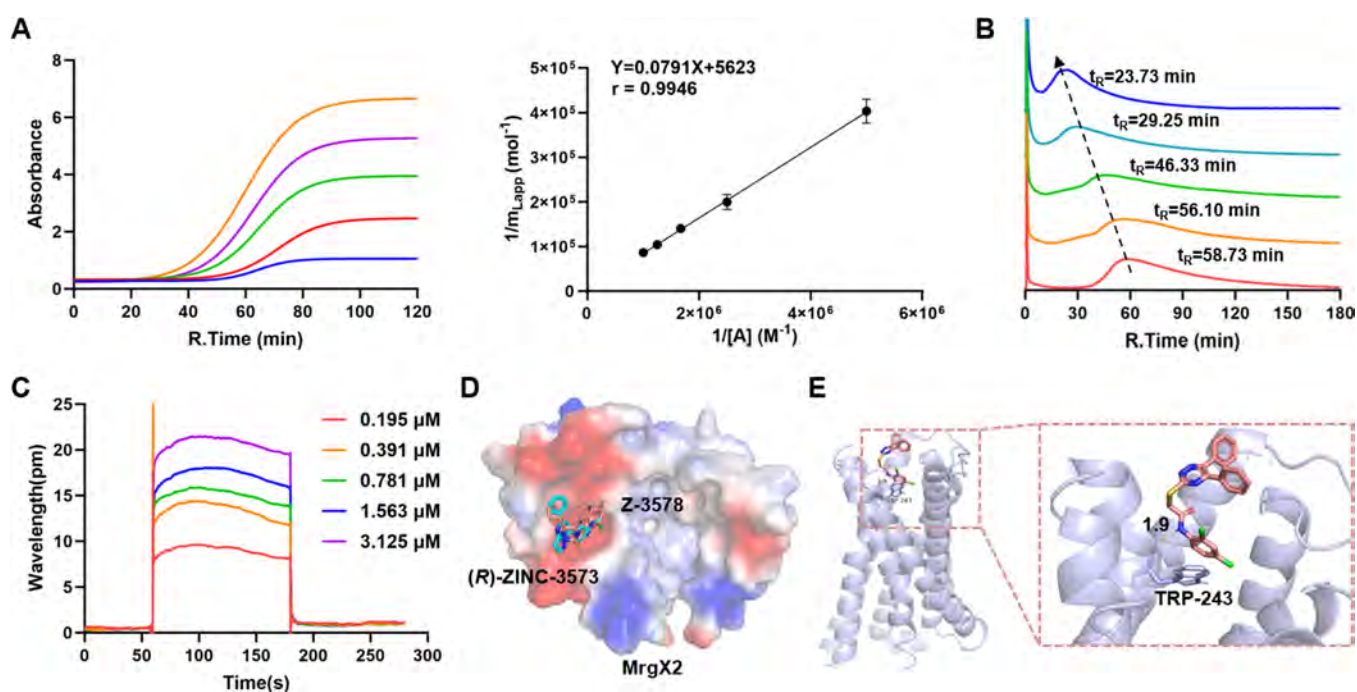 A
Absorbance
8
6
4
2
0
0 20 40 60 80 100 120
R.Time (min)
Y=0.0791X+5623
r = 0.9946
1/m_Lapp (mol⁻¹)
5×10⁵
4×10⁵
3×10⁵
2×10⁵
1×10⁵
0
0 2×10⁶ 4×10⁶ 6×10⁶
1/[A] (M⁻¹)
B
t_R=23.73 min
t_R=29.25 min
t_R=46.33 min
t_R=56.10 min
t_R=58.73 min
0 30 60 90 120 150 180
R.Time (min)
C
Wavelength(pm)
25
20
15
10
5
0
0 50 100 150 200 250 300
Time(s)
0.195 μM
0.391 μM
0.781 μM
1.563 μM
3.125 μM
D
Z-3578
(R)-ZINC-3573
MrgX2
E
1.9
TRP-243